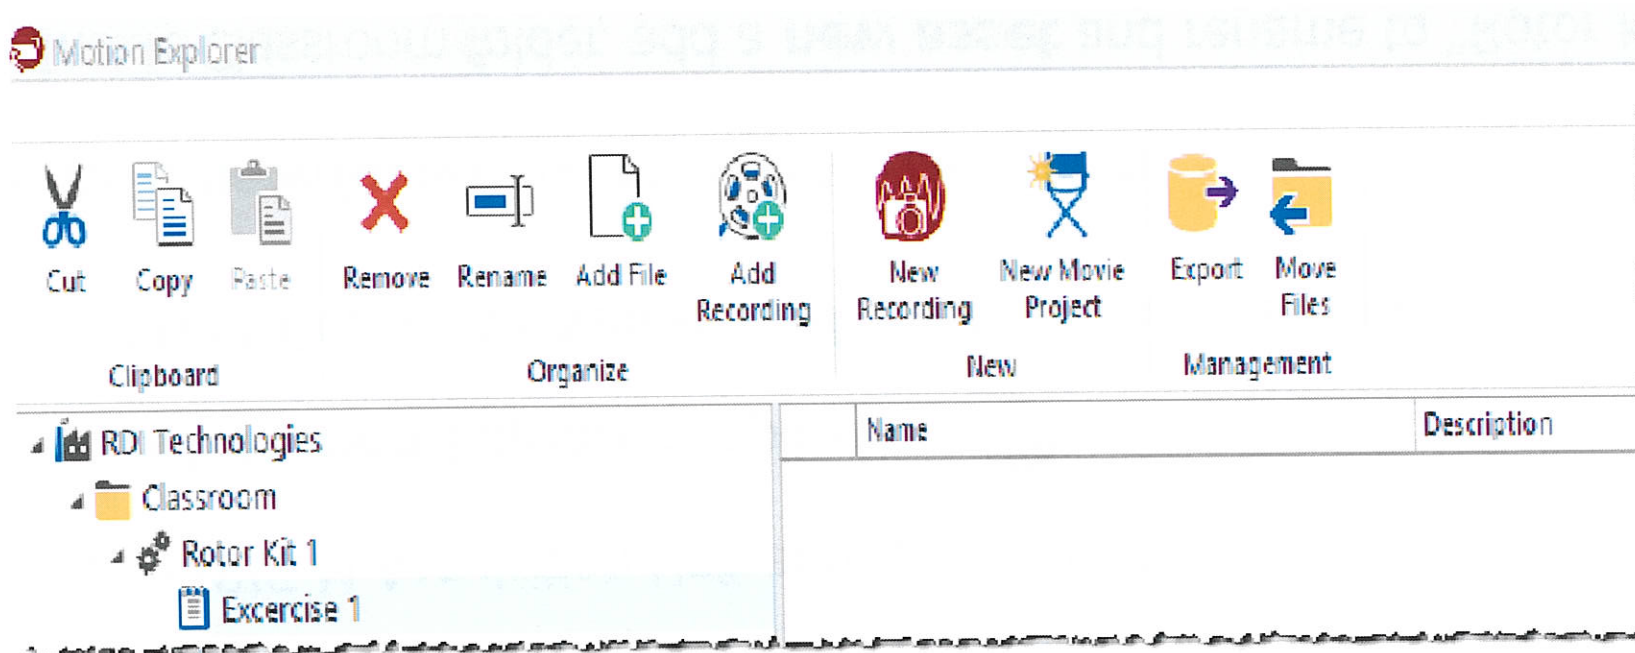 Motion Explorer
Cut
Copy
Paste
Remove
Rename
Add File
Add
Recording
New
Recording
New Movie
Project
Export
Move
Files
Clipboard
Organize
New
Management
RDI Technologies
Classroom
Rotor Kit 1
Excercise 1
Name
Description